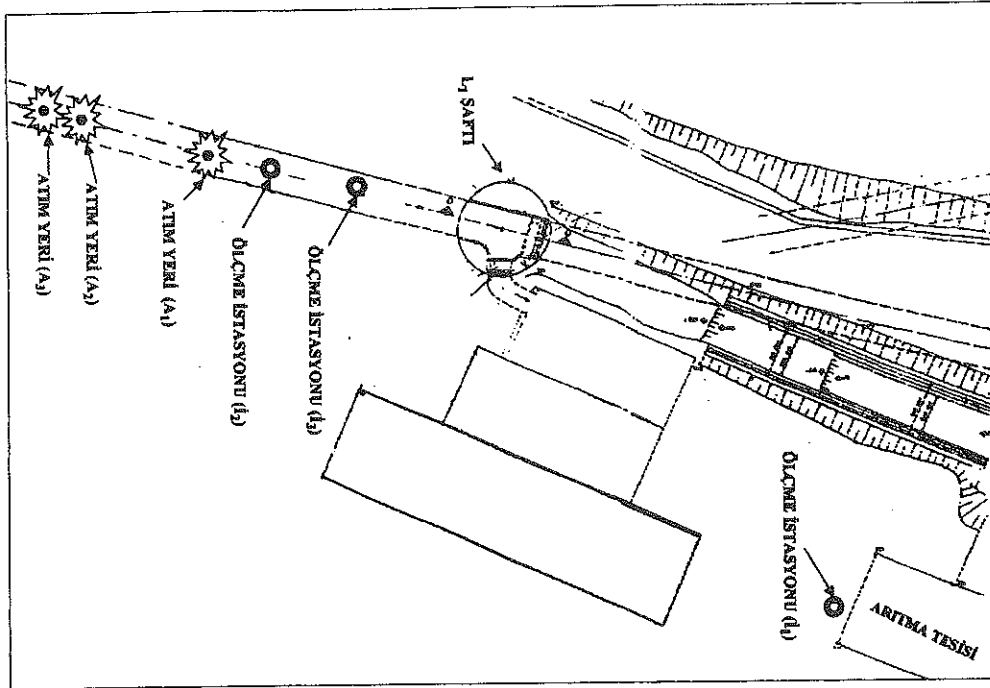 L₁ ŞAFTI
ATIM YERİ (A₃)
ATIM YERİ (A₂)
ATIM YERİ (A₁)
ÖLÇME İSTASYONU (İ₂)
ÖLÇME İSTASYONU (İ₃)
ÖLÇME İSTASYONU (İ₁)
ARITMA TESİSİ